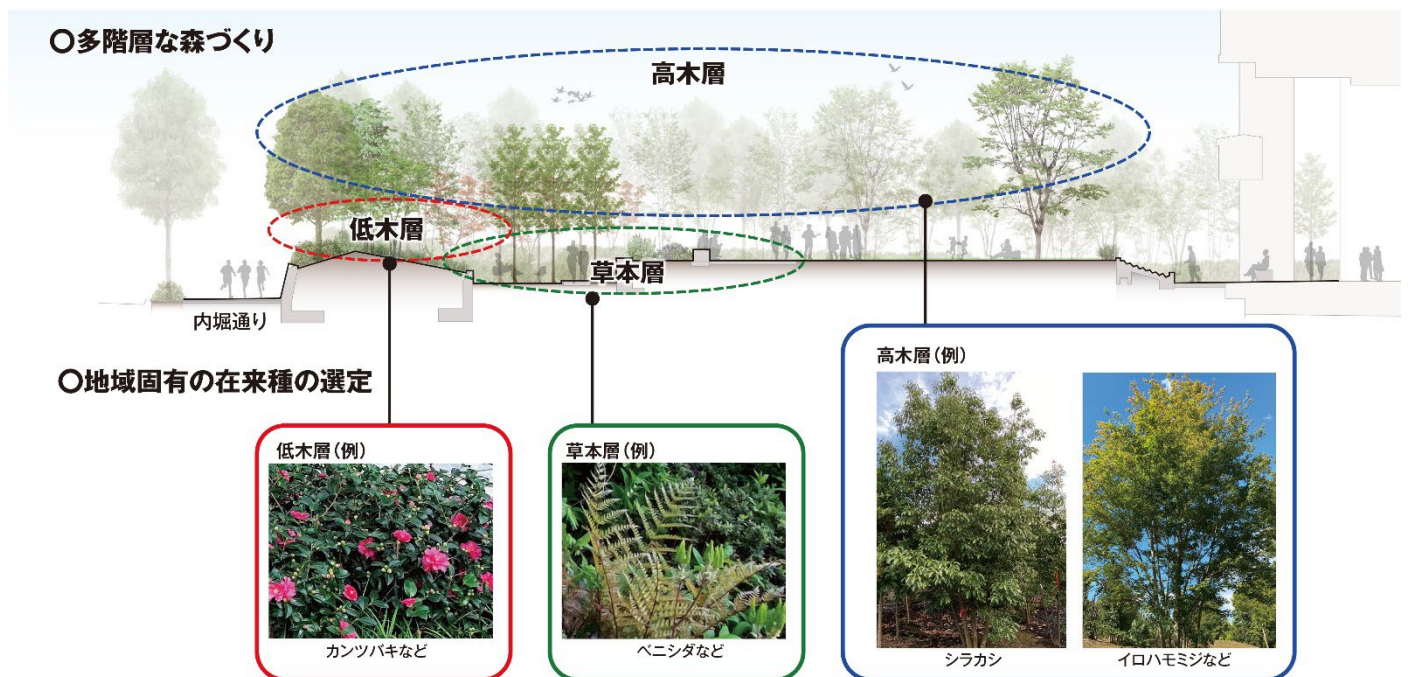 〇多階層な森づくり
高木層
低木層
草本層
内堀通り
〇地域固有の在来種の選定
低木層(例)
カンツバキなど
草本層(例)
ベニシダなど
高木層(例)
シラカシ
イロハモミジなど